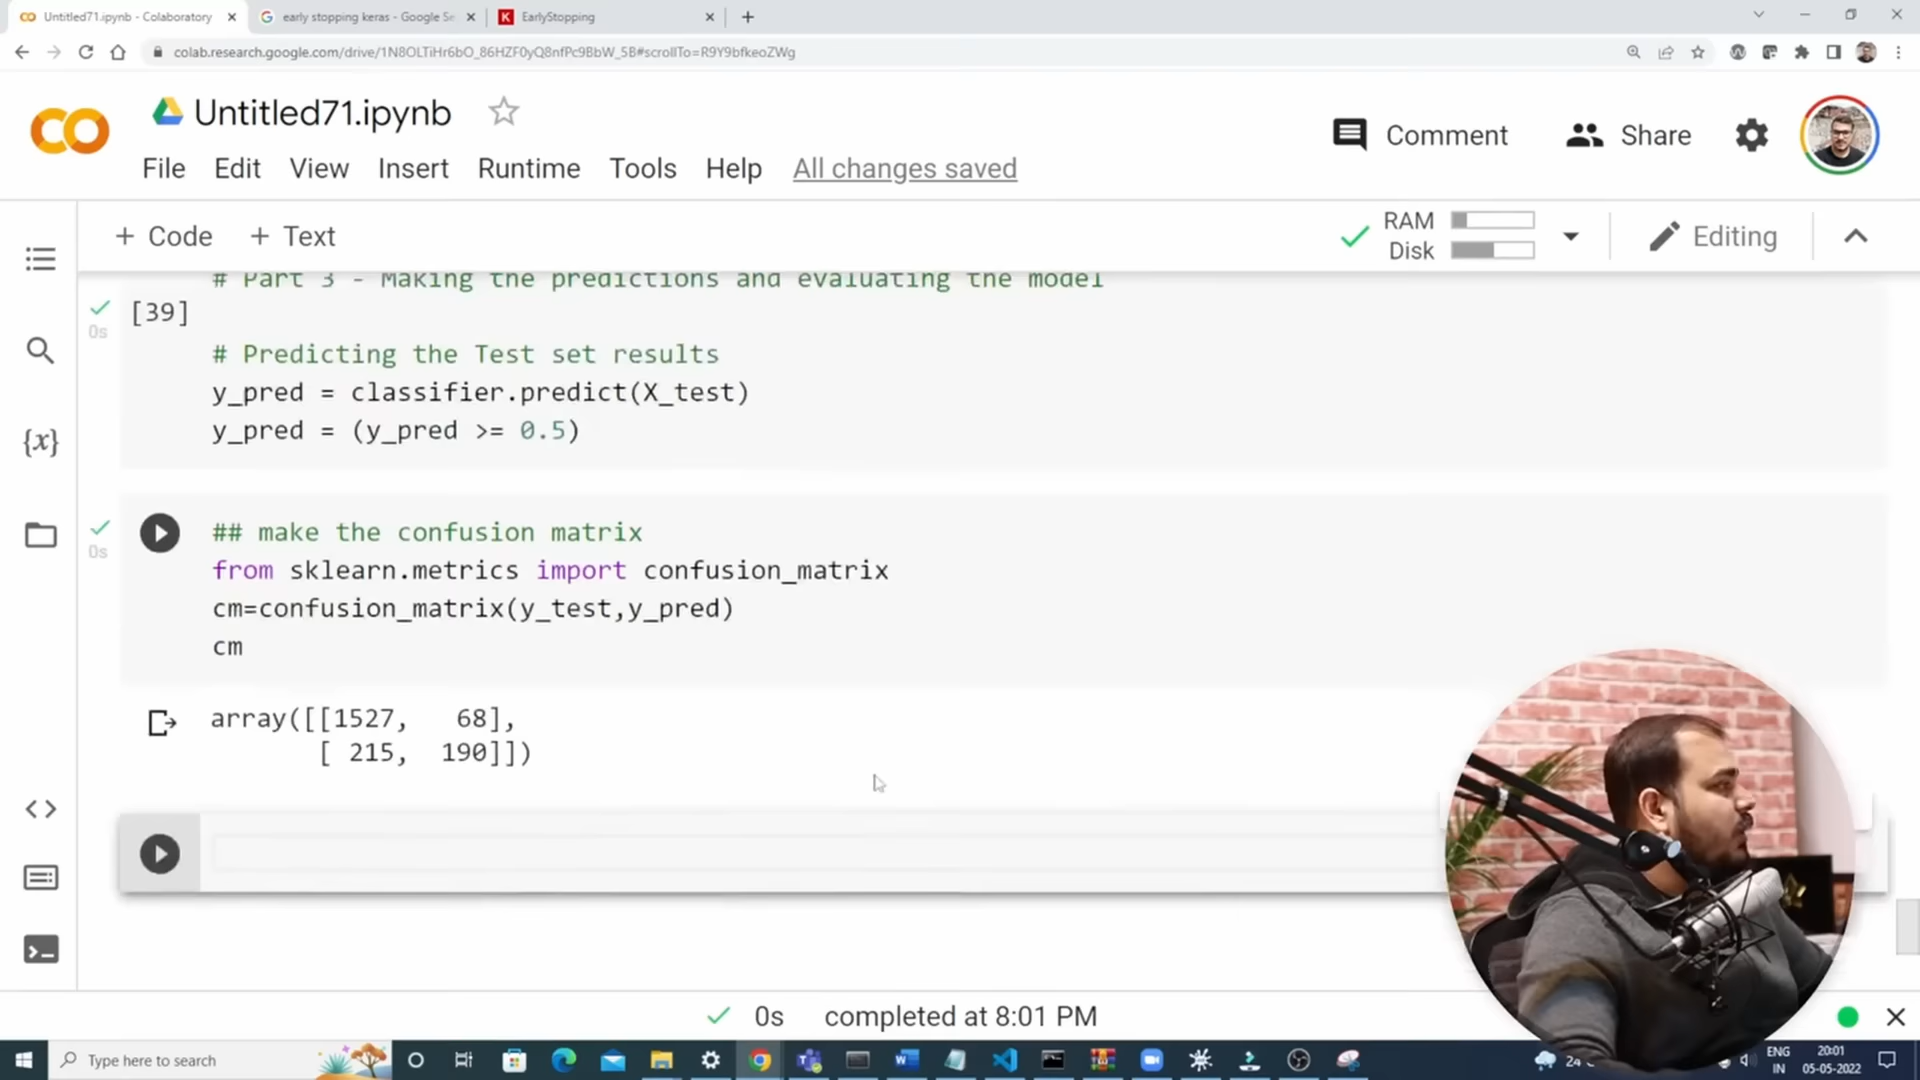 Untitled71.ipynb - Colaboratory
early stopping keras - Google Se
K EarlyStopping
colab.research.google.com/drive/1N8OLTiHr6bO_86HZF0yQ8nfPc9BbW_5B#scrollTo=R9Y9bfkeoZWg
CO Untitled71.ipynb
Comment Share
File Edit View Insert Runtime Tools Help All changes saved
+ Code + Text
RAM
Disk
Editing
# Part 3 - Making the predictions and evaluating the model
[39]
0s
# Predicting the Test set results
y_pred = classifier.predict(X_test)
y_pred = (y_pred >= 0.5)
{x}
## make the confusion matrix
0s
from sklearn.metrics import confusion_matrix
cm=confusion_matrix(y_test,y_pred)
cm
array([[1527, 68],
[ 215, 190]])
0s completed at 8:01 PM
Type here to search
ENG
IN
20:01
05-05-2022